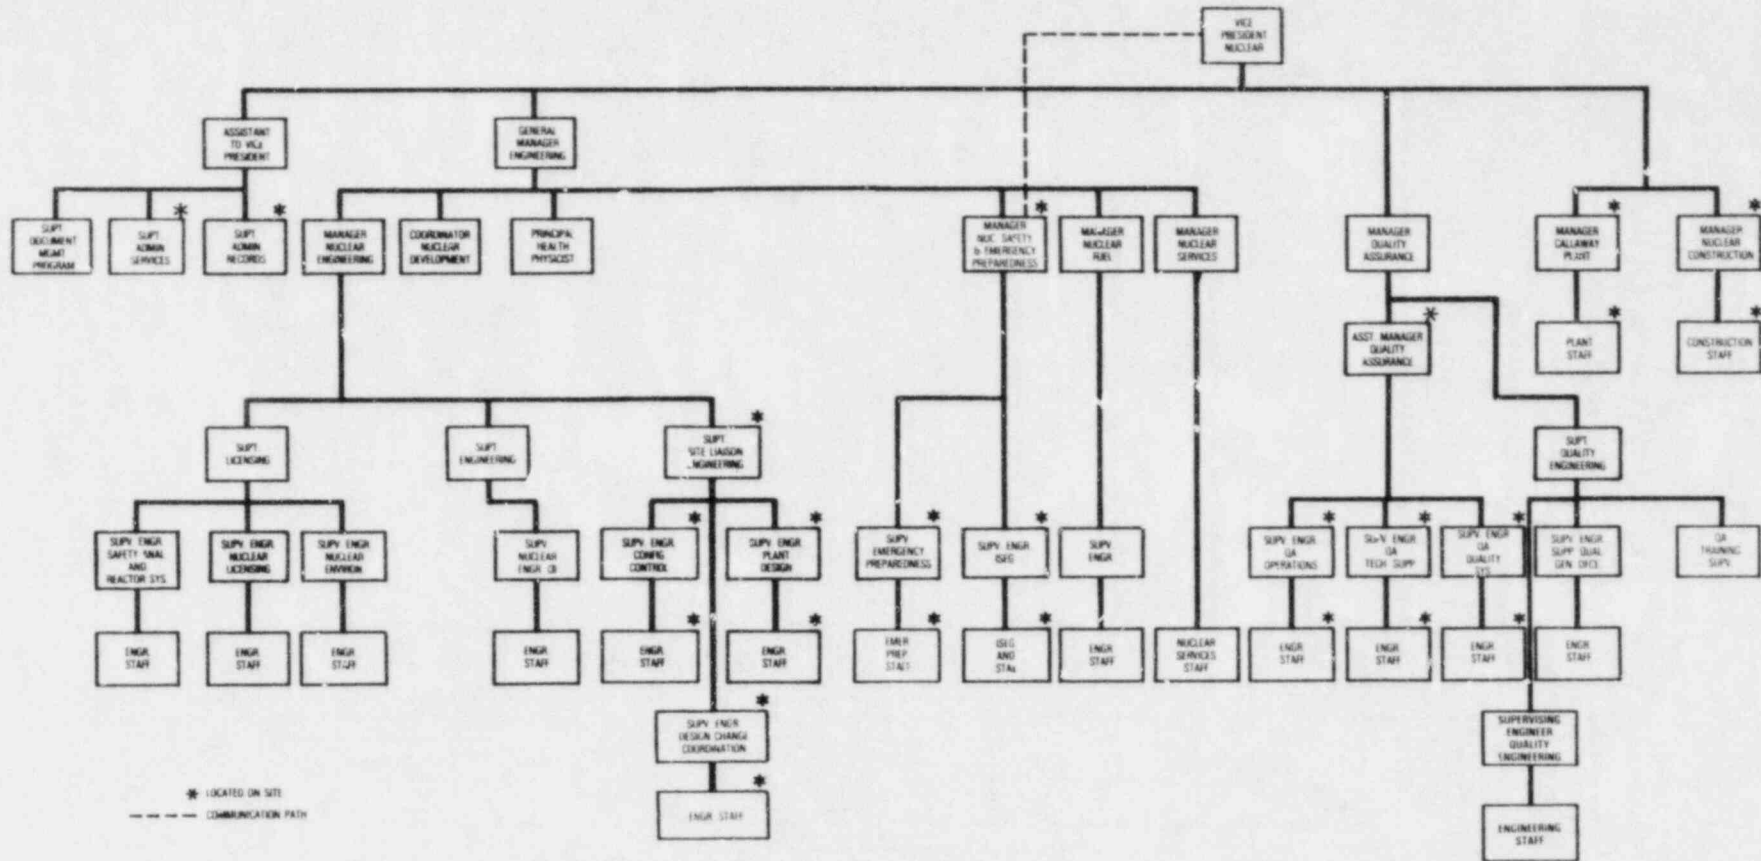 VICE
PRESIDENT
NUCLEAR
ASSISTANT
TO VICE
PRESIDENT
GENERAL
MANAGER
ENGINEERING
SUPT.
DOCUMENT
MGMT
PROGRAM
SUPT.
ADMIN
SERVICES
SUPT.
ADMIN
RECORDS
MANAGER
NUCLEAR
ENGINEERING
COORDINATOR
NUCLEAR
DEVELOPMENT
PRINCIPAL
HEALTH
PHYSICIST
MANAGER
NUC. SAFETY
& EMERGENCY
PREPAREDNESS
MANAGER
NUCLEAR
FUEL
MANAGER
NUCLEAR
SERVICES
MANAGER
QUALITY
ASSURANCE
MANAGER
CALLAWAY
PLANT
MANAGER
NUCLEAR
CONSTRUCTION
ASST. MANAGER
QUALITY
ASSURANCE
PLANT
STAFF
CONSTRUCTION
STAFF
SUPT.
LICENSING
SUPT.
ENGINEERING
SUPT.
SITE LIAISON
ENGINEERING
SUPT.
QUALITY
ENGINEERING
SUPV. ENGR.
SAFETY ANAL
AND
REACTOR SYS.
SUPV. ENGR.
NUCLEAR
LICENSING
SUPV. ENGR.
NUCLEAR
ENVIRON
SUPV.
NUCLEAR
ENGR
SUPV. ENGR.
CONFIG
CONTROL
SUPV. ENGR.
PLANT
DESIGN
SUPV.
EMERGENCY
PREPAREDNESS
SUPV. ENGR.
ISEG
SUPV.
ENGR
SUPV. ENGR.
QA
OPERATIONS
SUPV. ENGR.
QA
TECH SUPP
SUPV. ENGR.
QA
QUALITY
SYS.
SUPV. ENGR.
SUPP. QUAL.
GEN. OFCE.
QA
TRAINING
SUPV.
ENGR
STAFF
ENGR
STAFF
ENGR
STAFF
ENGR
STAFF
ENGR
STAFF
ENGR
STAFF
EMER
PREP
STAFF
ISEG
AND
STAF
ENGR
STAFF
NUCLEAR
SERVICES
STAFF
ENGR
STAFF
ENGR
STAFF
ENGR
STAFF
ENGR
STAFF
SUPV. ENGR.
DESIGN CHANGE
COORDINATION
SUPERVISING
ENGINEER
QUALITY
ENGINEERING
ENGR STAFF
ENGINEERING
STAFF
* LOCATED ON SITE
COMMUNICATION PATH